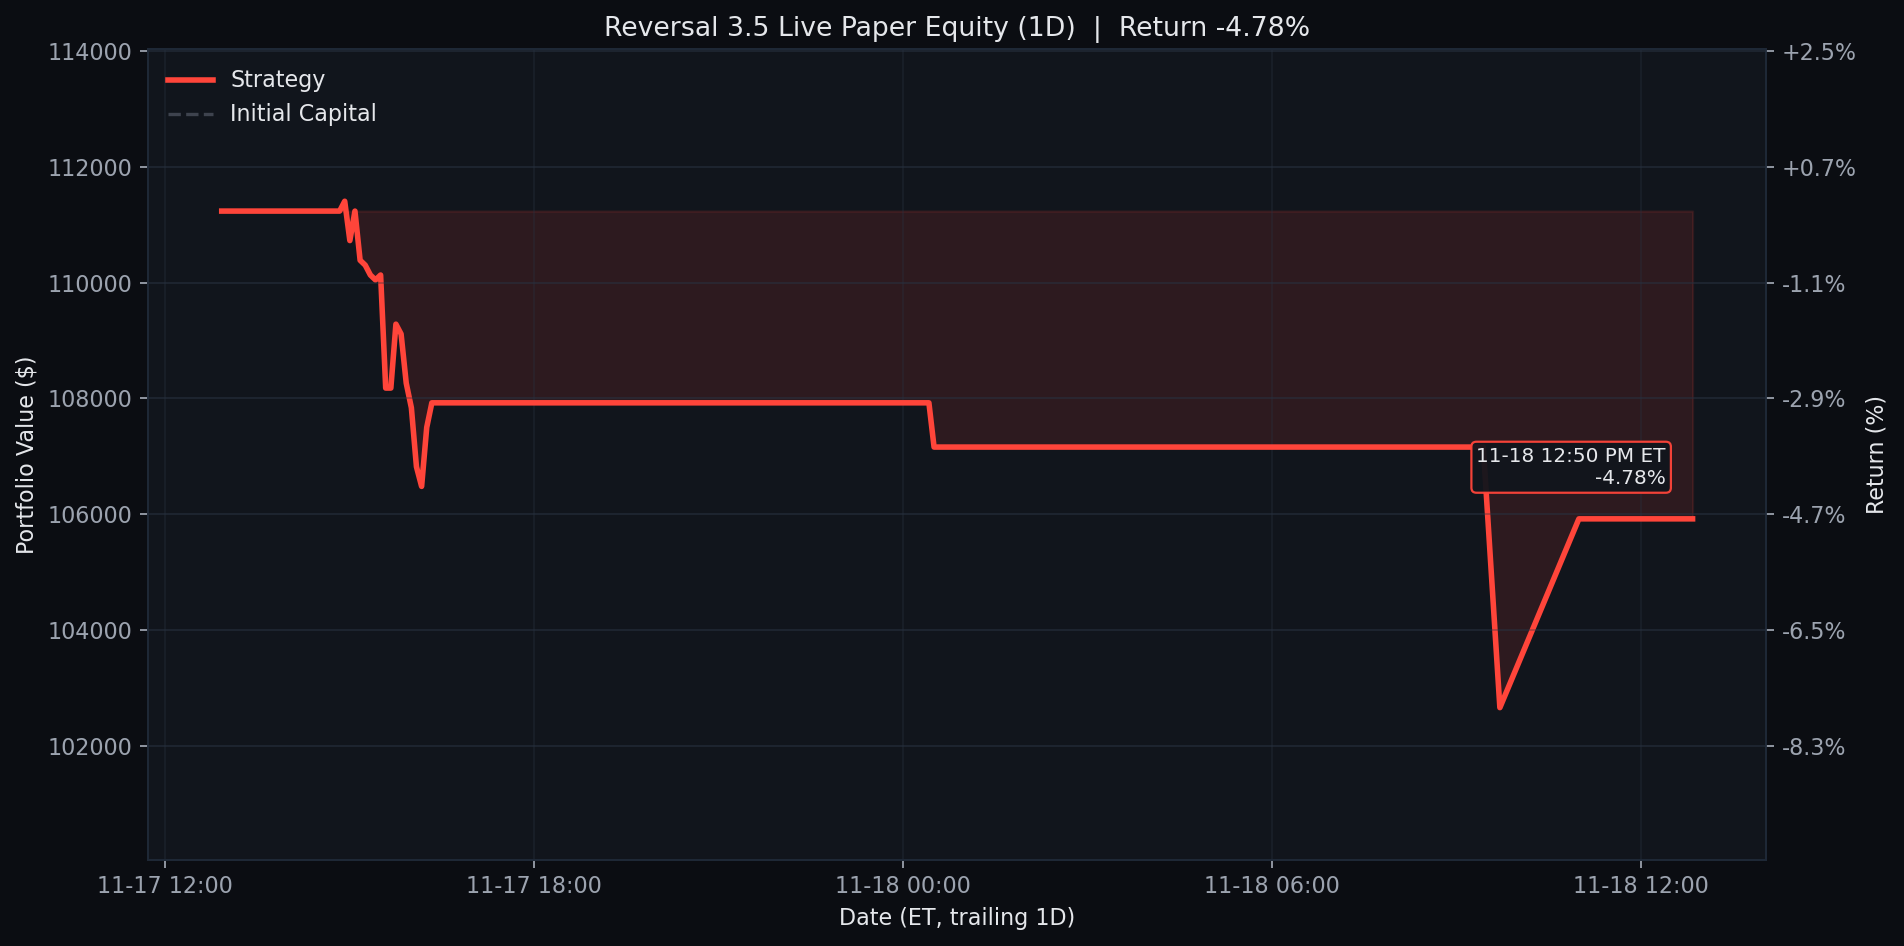 Reversal 3.5 Live Paper Equity (1D)  |  Return -4.78%
Strategy
Initial Capital
114000
112000
110000
108000
106000
104000
102000
Portfolio Value ($)
+2.5%
+0.7%
-1.1%
-2.9%
-4.7%
-6.5%
-8.3%
Return (%)
11-18 12:50 PM ET
-4.78%
11-17 12:00
11-17 18:00
11-18 00:00
11-18 06:00
11-18 12:00
Date (ET, trailing 1D)